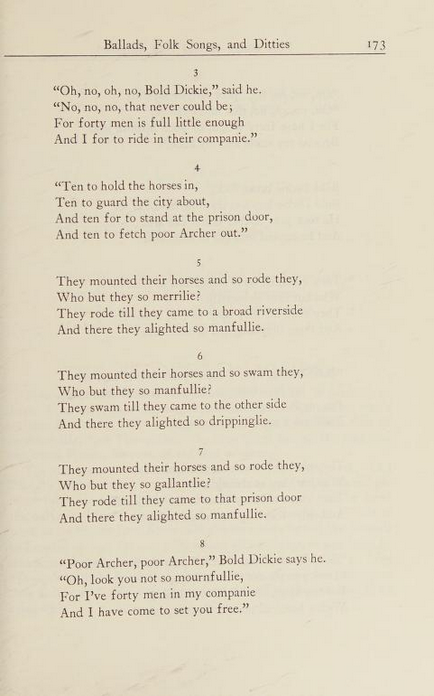 Ballads, Folk Songs, and Ditties 173
3
“Oh, no, oh, no, Bold Dickie,” said he.
“No, no, no, that never could be;
For forty men is full little enough
And I for to ride in their companie.”
4
“Ten to hold the horses in,
Ten to guard the city about,
And ten for to stand at the prison door,
And ten to fetch poor Archer out.”
5
They mounted their horses and so rode they,
Who but they so merrilie?
They rode till they came to a broad riverside
And there they alighted so manfullie.
6
They mounted their horses and so swam they,
Who but they so manfullie?
They swam till they came to the other side
And there they alighted so drippinglie.
7
They mounted their horses and so rode they,
Who but they so gallantlie?
They rode till they came to that prison door
And there they alighted so manfullie.
8
“Poor Archer, poor Archer,” Bold Dickie says he.
“Oh, look you not so mournfullie,
For I’ve forty men in my companie
And I have come to set you free.”